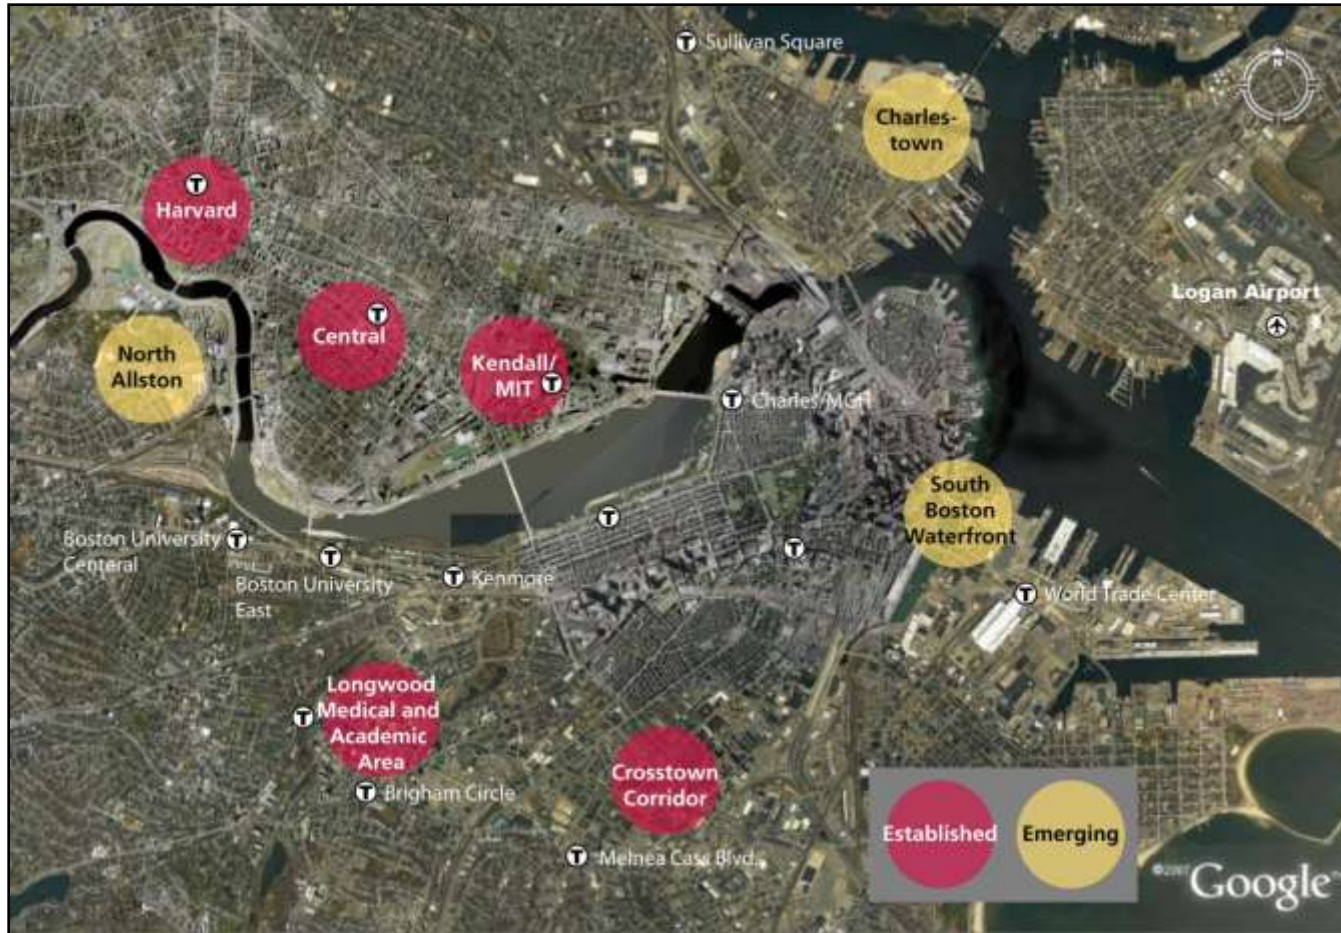 Sullivan Square
N
Charles-
town
Harvard
Logan Airport
Central
North
Allston
Kendall/
MIT
Charles/MGH
South
Boston
Waterfront
Boston University
Centeral
Boston University
East
Kenmore
World Trade Center
Longwood
Medical and
Academic
Area
Brigham Circle
Crosstown
Corridor
Melnea Cass Blvd.
Established
Emerging
©2007 Google
T
T
T
T
T
T
T
T
T
T
T
T
T
T